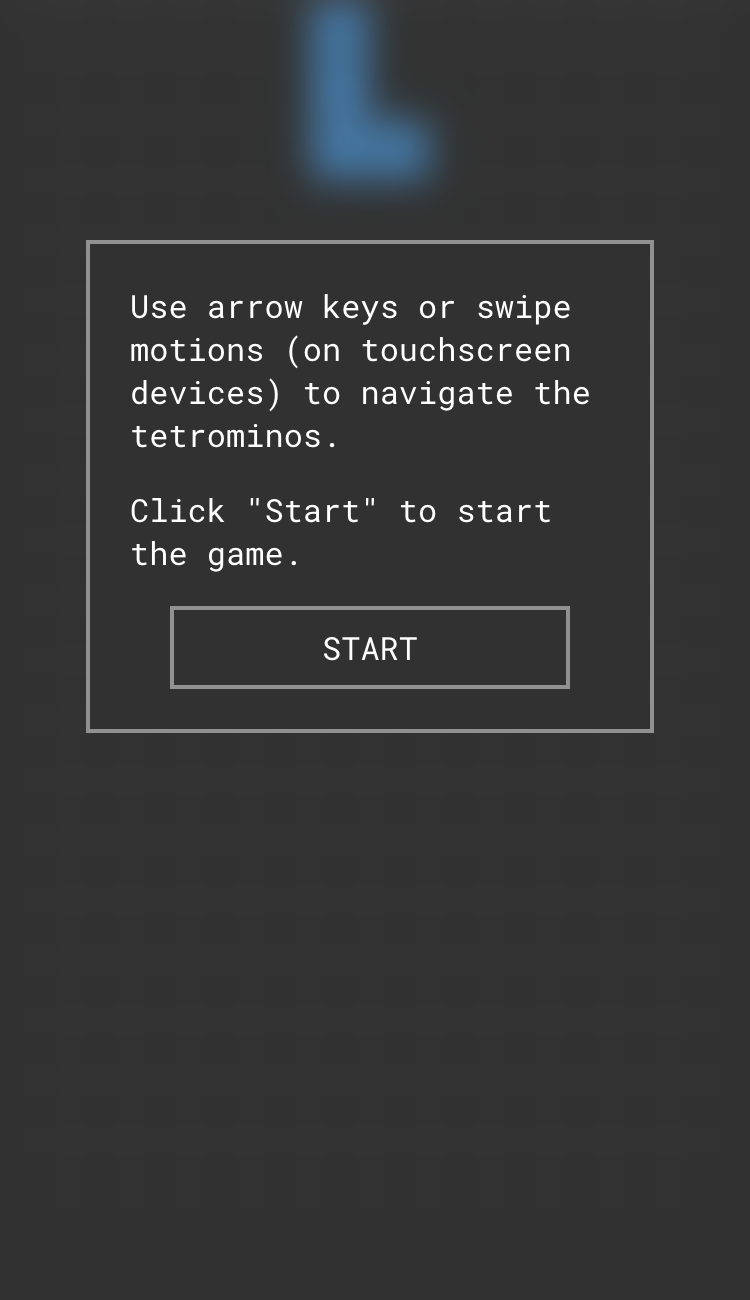 Use arrow keys or swipe
motions (on touchscreen
devices) to navigate the
tetrominos.
Click "Start" to start
the game.
START